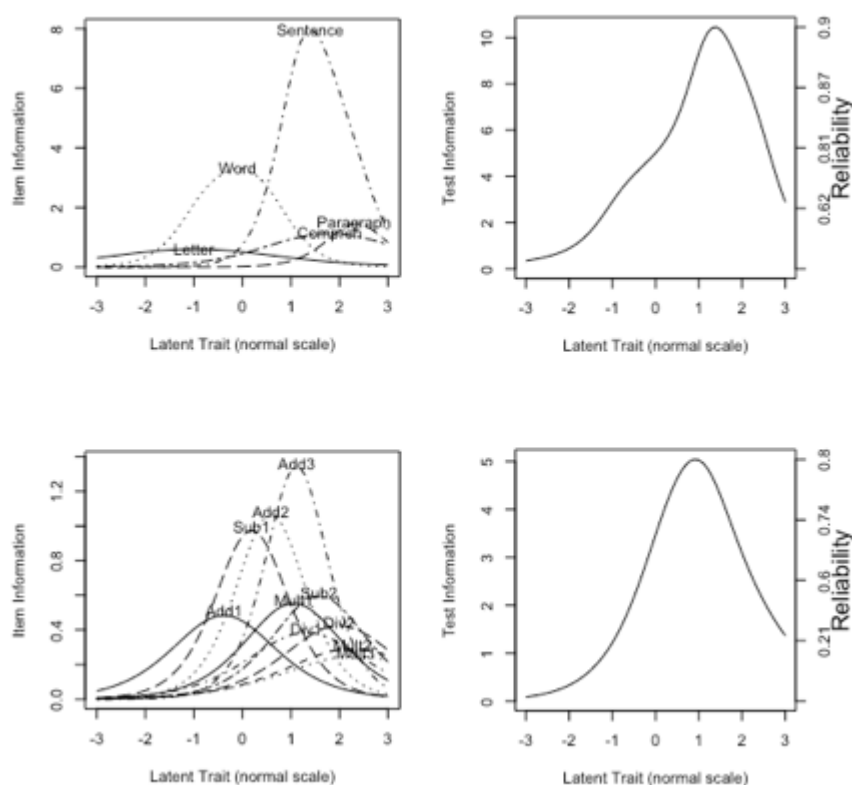 Item Information
8
6
4
2
0
Sentence
Word
Paragraph
Letter
-3 -2 -1 0 1 2 3
Latent Trait (normal scale)
Test Information
10
8
6
4
2
0
0.9
0.87
0.81
0.62
Reliability
-3 -2 -1 0 1 2 3
Latent Trait (normal scale)
Item Information
1.2
0.8
0.4
0.0
Add3
Add2
Sub1
Sub2
Mult1
Add1
Div2
Div1
Mult2
-3 -2 -1 0 1 2 3
Latent Trait (normal scale)
Test Information
5
4
3
2
1
0
0.8
0.74
0.6
0.21
Reliability
-3 -2 -1 0 1 2 3
Latent Trait (normal scale)